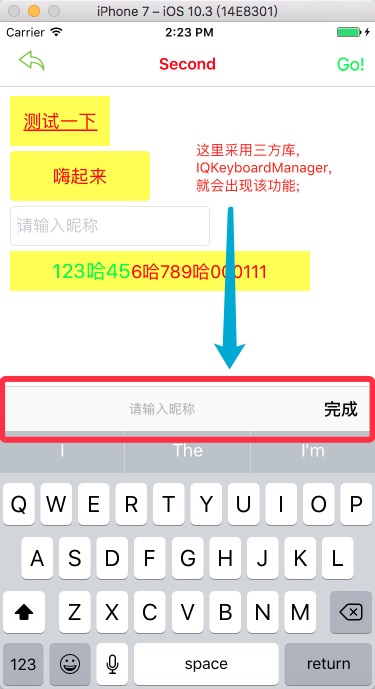 iPhone 7 – iOS 10.3 (14E8301)
Carrier 2:23 PM
Second Go!
测试一下
嗨起来
这里采用三方库,
IQKeyboardManager,
就会出现该功能;
请输入昵称
123哈456哈789哈000111
请输入昵称 完成
I The I'm
Q W E R T Y U I O P
A S D F G H J K L
Z X C V B N M
123 space return